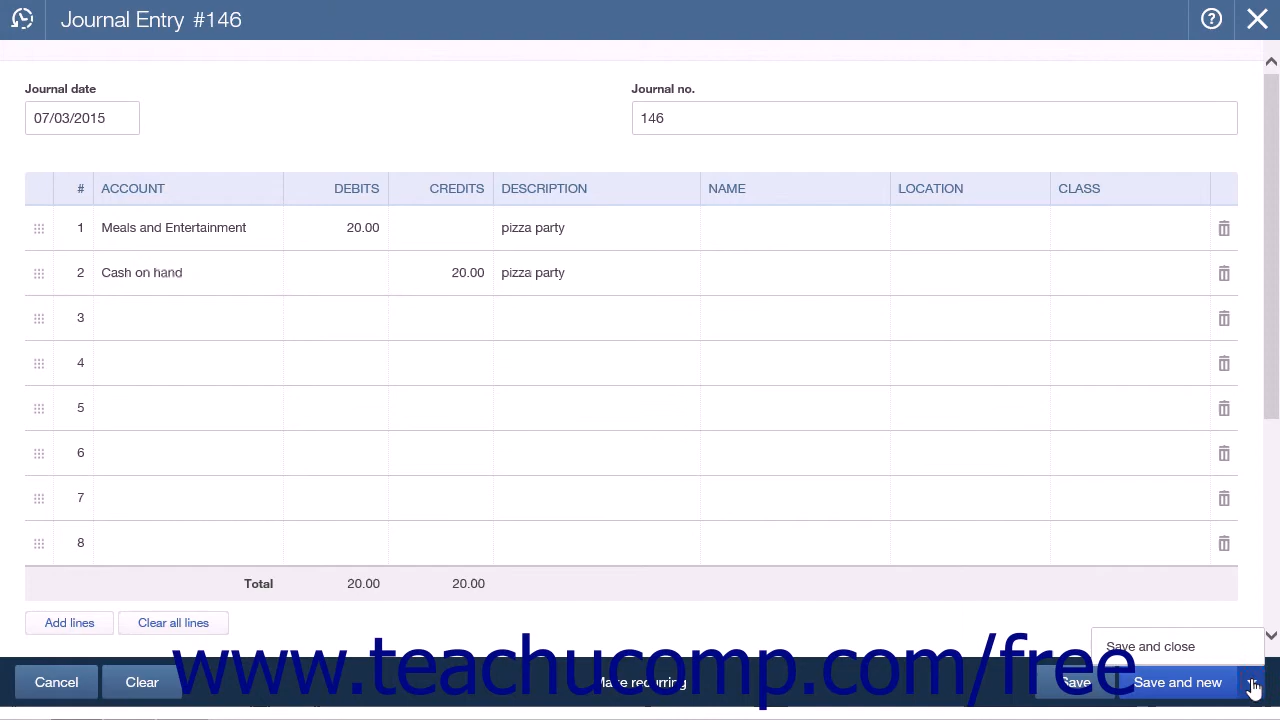 Journal Entry #146
Journal date
Journal no.
07/03/2015
146
# ACCOUNT DEBITS CREDITS DESCRIPTION NAME LOCATION CLASS
1 Meals and Entertainment 20.00 pizza party
2 Cash on hand 20.00 pizza party
3
4
5
6
7
8
Total 20.00 20.00
Add lines Clear all lines
Save and close
www.teachucomp.com/free
Cancel Clear Make recurring Save Save and new